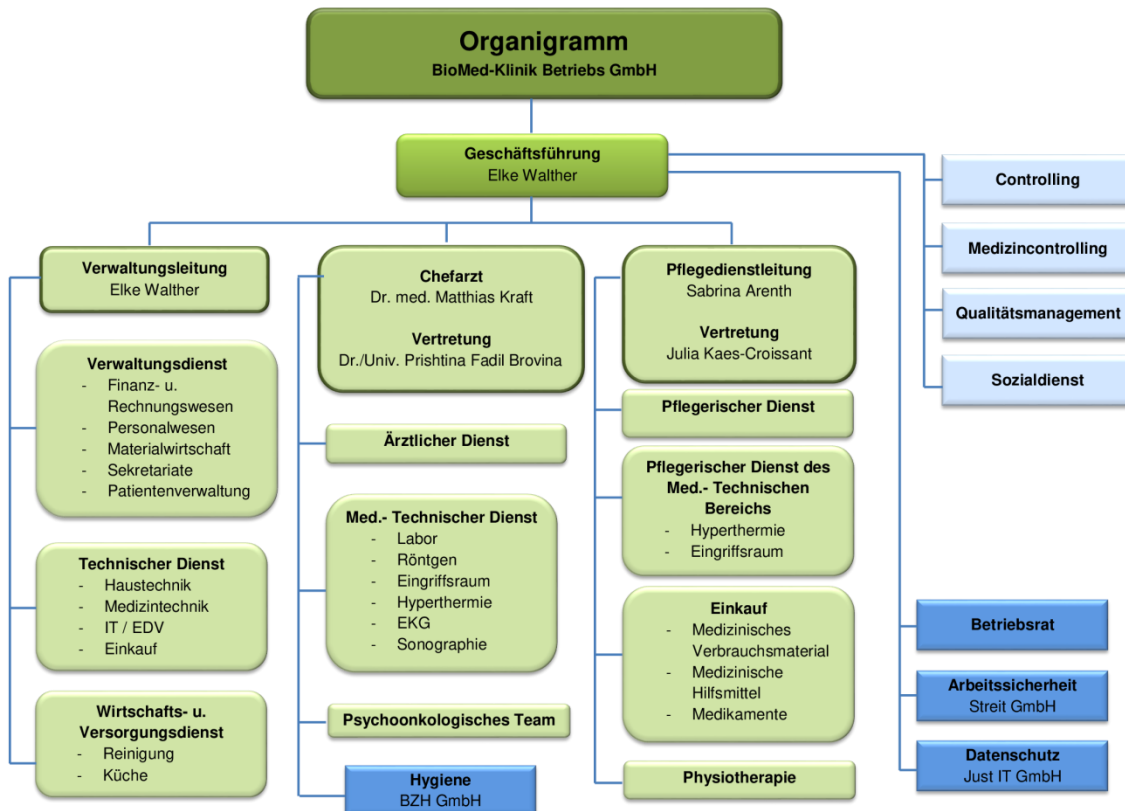 Organigramm
BioMed-Klinik Betriebs GmbH
Geschäftsführung
Elke Walther
Controlling
Medizincontrolling
Qualitätsmanagement
Sozialdienst
Verwaltungsleitung
Elke Walther
Verwaltungsdienst
- Finanz- u.
Rechnungswesen
- Personalwesen
- Materialwirtschaft
- Sekretariate
- Patientenverwaltung
Technischer Dienst
- Haustechnik
- Medizintechnik
- IT / EDV
- Einkauf
Wirtschafts- u.
Versorgungsdienst
- Reinigung
- Küche
Chefarzt
Dr. med. Matthias Kraft
Vertretung
Dr./Univ. Prishtina Fadil Brovina
Ärztlicher Dienst
Med.- Technischer Dienst
- Labor
- Röntgen
- Eingriffsraum
- Hyperthermie
- EKG
- Sonographie
Psychoonkologisches Team
Hygiene
BZH GmbH
Pflegedienstleitung
Sabrina Arenth
Vertretung
Julia Kaes-Croissant
Pflegerischer Dienst
Pflegerischer Dienst des
Med.- Technischen
Bereichs
- Hyperthermie
- Eingriffsraum
Einkauf
- Medizinisches
Verbrauchsmaterial
- Medizinische
Hilfsmittel
- Medikamente
Physiotherapie
Betriebsrat
Arbeitssicherheit
Streit GmbH
Datenschutz
Just IT GmbH